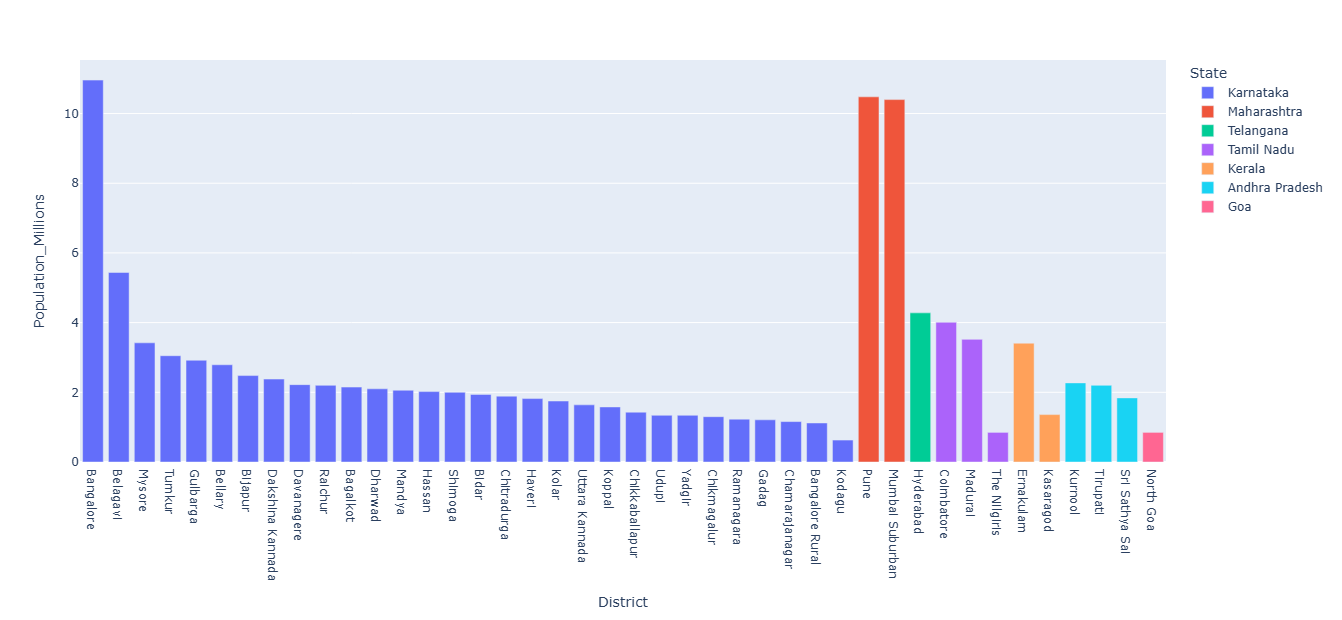 State
Karnataka
Maharashtra
Telangana
Tamil Nadu
Kerala
Andhra Pradesh
Goa
Population_Millions
10
8
6
4
2
0
Bangalore
Belagavi
Mysore
Tumkur
Gulbarga
Bellary
Bijapur
Dakshina Kannada
Davanagere
Raichur
Bagalkot
Dharwad
Mandya
Hassan
Shimoga
Bidar
Chitradurga
Haveri
Kolar
Uttara Kannada
Koppal
Chikkaballapur
Udupi
Yadgir
Chikmagalur
Ramanagara
Gadag
Chamarajanagar
Bangalore Rural
Kodagu
Pune
Mumbai Suburban
Hyderabad
Coimbatore
Madurai
The Nilgiris
Ernakulam
Kasaragod
Kurnool
Tirupati
Sri Sathya Sai
North Goa
District